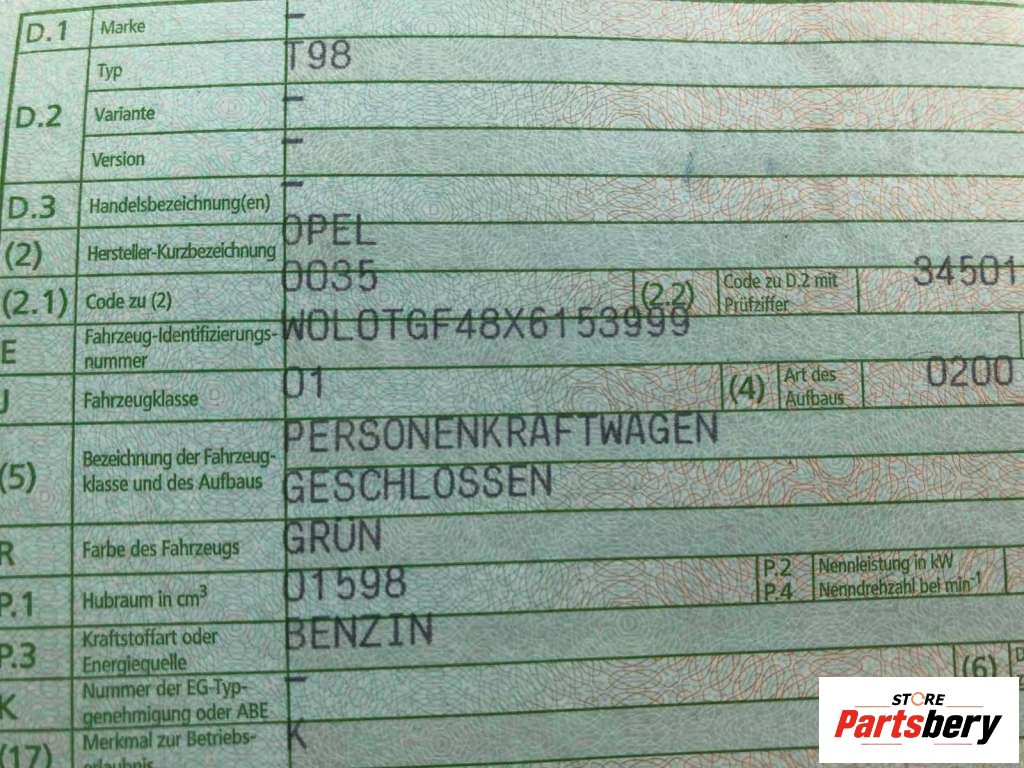 D.1 Marke –
D.2 Typ T98
Variante –
Version –
D.3 Handelsbezeichnung(en) –
(2) Hersteller-Kurzbezeichnung OPEL
(2.1) Code zu (2) 0035 (2.2) Code zu D.2 mit Prüfziffer 34501
E Fahrzeug-Identifizierungs-
nummer W0L0TGF48X6153999
J Fahrzeugklasse 01 (4) Art des Aufbaus 0200
(5) Bezeichnung der Fahrzeug-
klasse und des Aufbaus
PERSONENKRAFTWAGEN
GESCHLOSSEN
R Farbe des Fahrzeugs GRÜN
P.1 Hubraum in cm³ 01598 P.2 Nennleistung in kW
P.4 Nenndrehzahl bei min⁻¹
P.3 Kraftstoffart oder
Energiequelle BENZIN
K Nummer der EG-Typ-
genehmigung oder ABE – (6)
(17) Merkmal zur Betriebs-
erlaubnis K
STORE
Partsbery